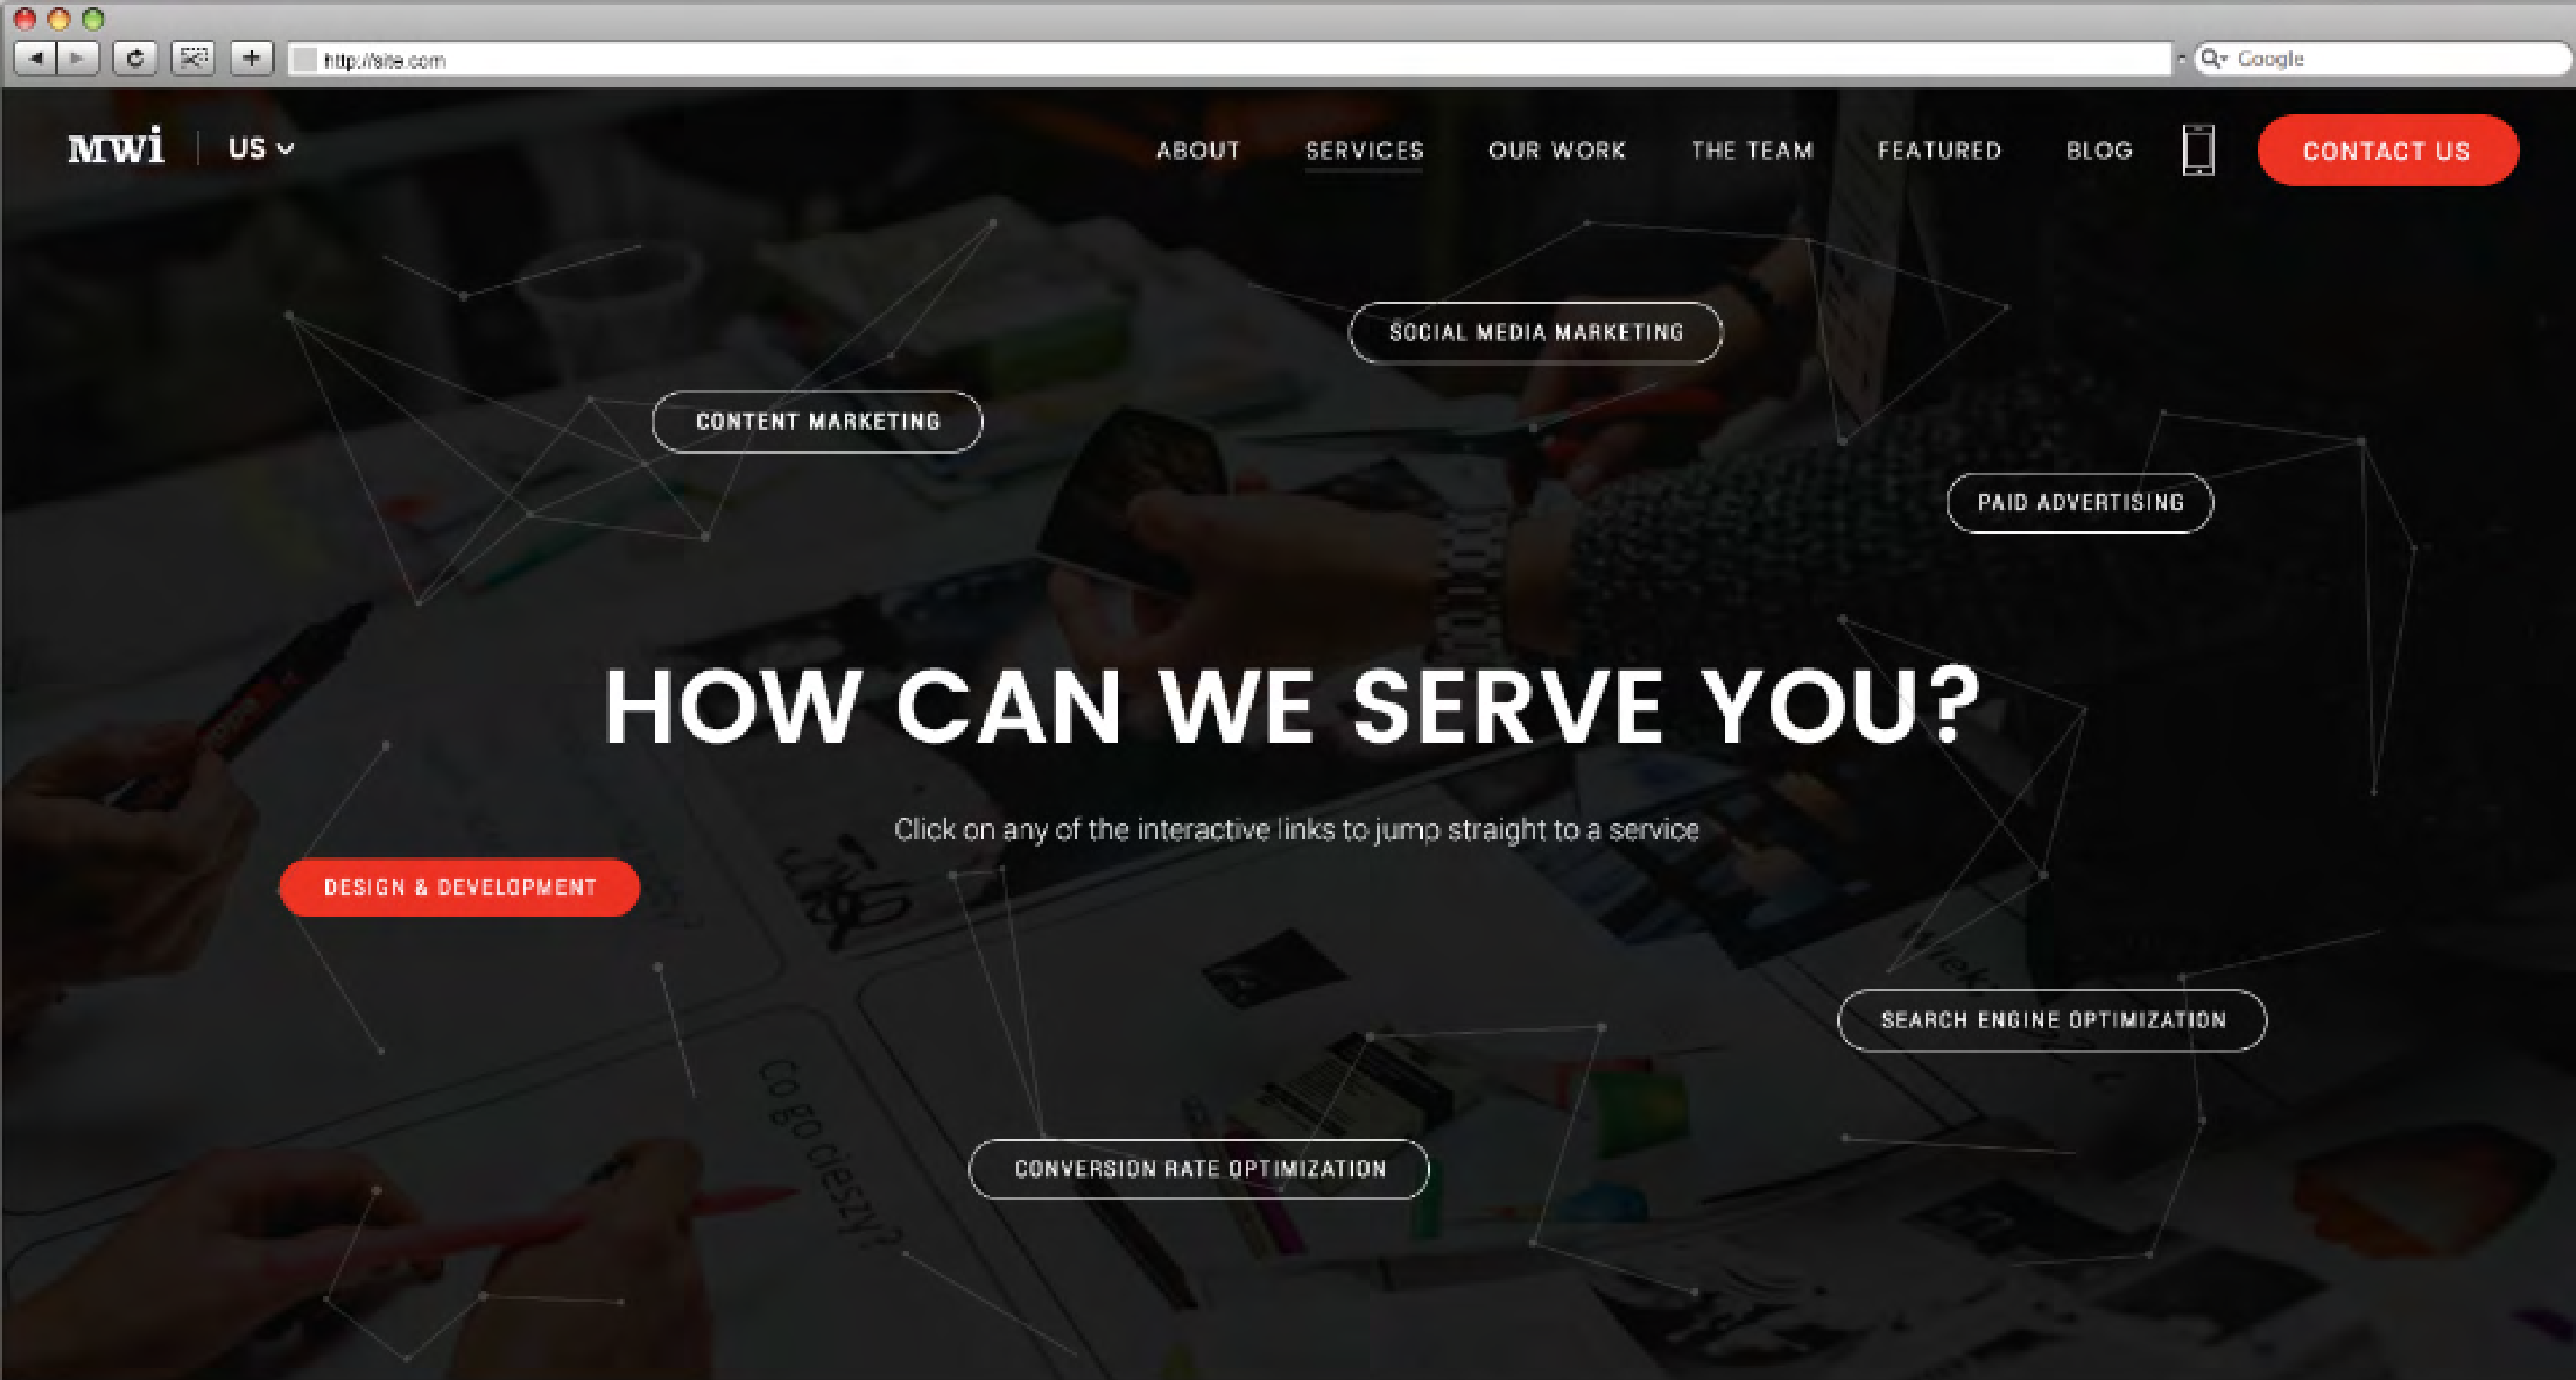 http://site.com
Google
MWi
US
ABOUT
SERVICES
OUR WORK
THE TEAM
FEATURED
BLOG
CONTACT US
SOCIAL MEDIA MARKETING
CONTENT MARKETING
PAID ADVERTISING
HOW CAN WE SERVE YOU?
Click on any of the interactive links to jump straight to a service
DESIGN & DEVELOPMENT
SEARCH ENGINE OPTIMIZATION
Co go cieszy?
CONVERSION RATE OPTIMIZATION